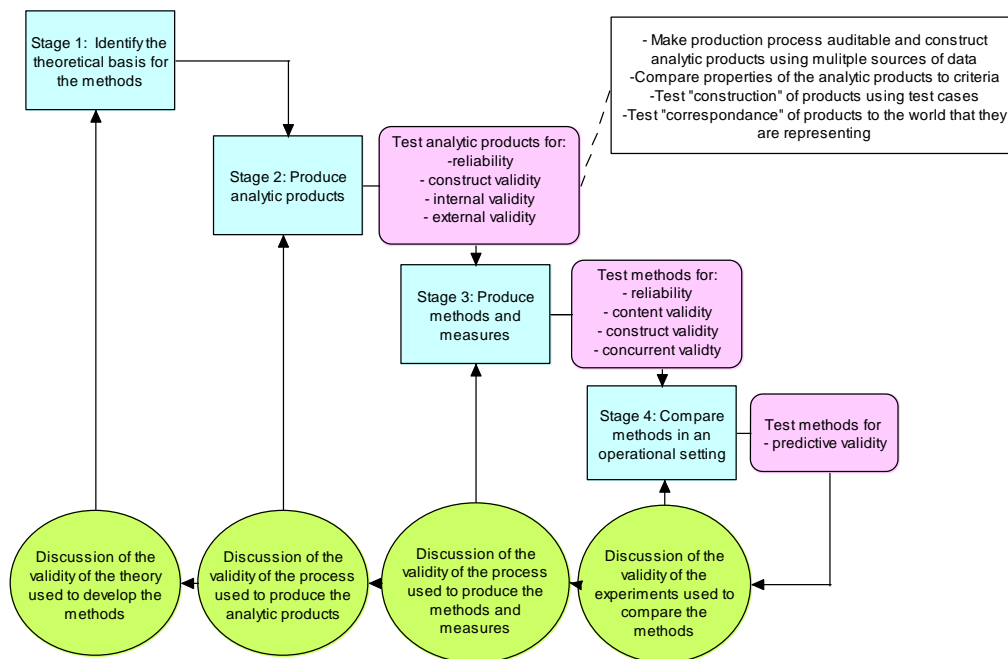 Stage 1:  Identify the
theoretical basis for
the methods
- Make production process auditable and construct
analytic products using mulitple sources of data
-Compare properties of the analytic products to criteria
-Test "construction" of products using test cases
-Test "correspondance" of products to the world that they
are representing
Stage 2: Produce
analytic products
Test analytic products for:
-reliability
- construct validity
- internal validity
- external validity
Stage 3: Produce
methods and
measures
Test methods for:
- reliability
- content validity
- construct validity
- concurrent validty
Stage 4: Compare
methods in an
operational setting
Test methods for
- predictive validity
Discussion of the
validity of the theory
used to develop the
methods
Discussion of the
validity of the process
used to produce the
analytic products
Discussion of the
validity of the process
used to produce the
methods and
measures
Discussion of the
validity of the
experiments used to
compare the
methods